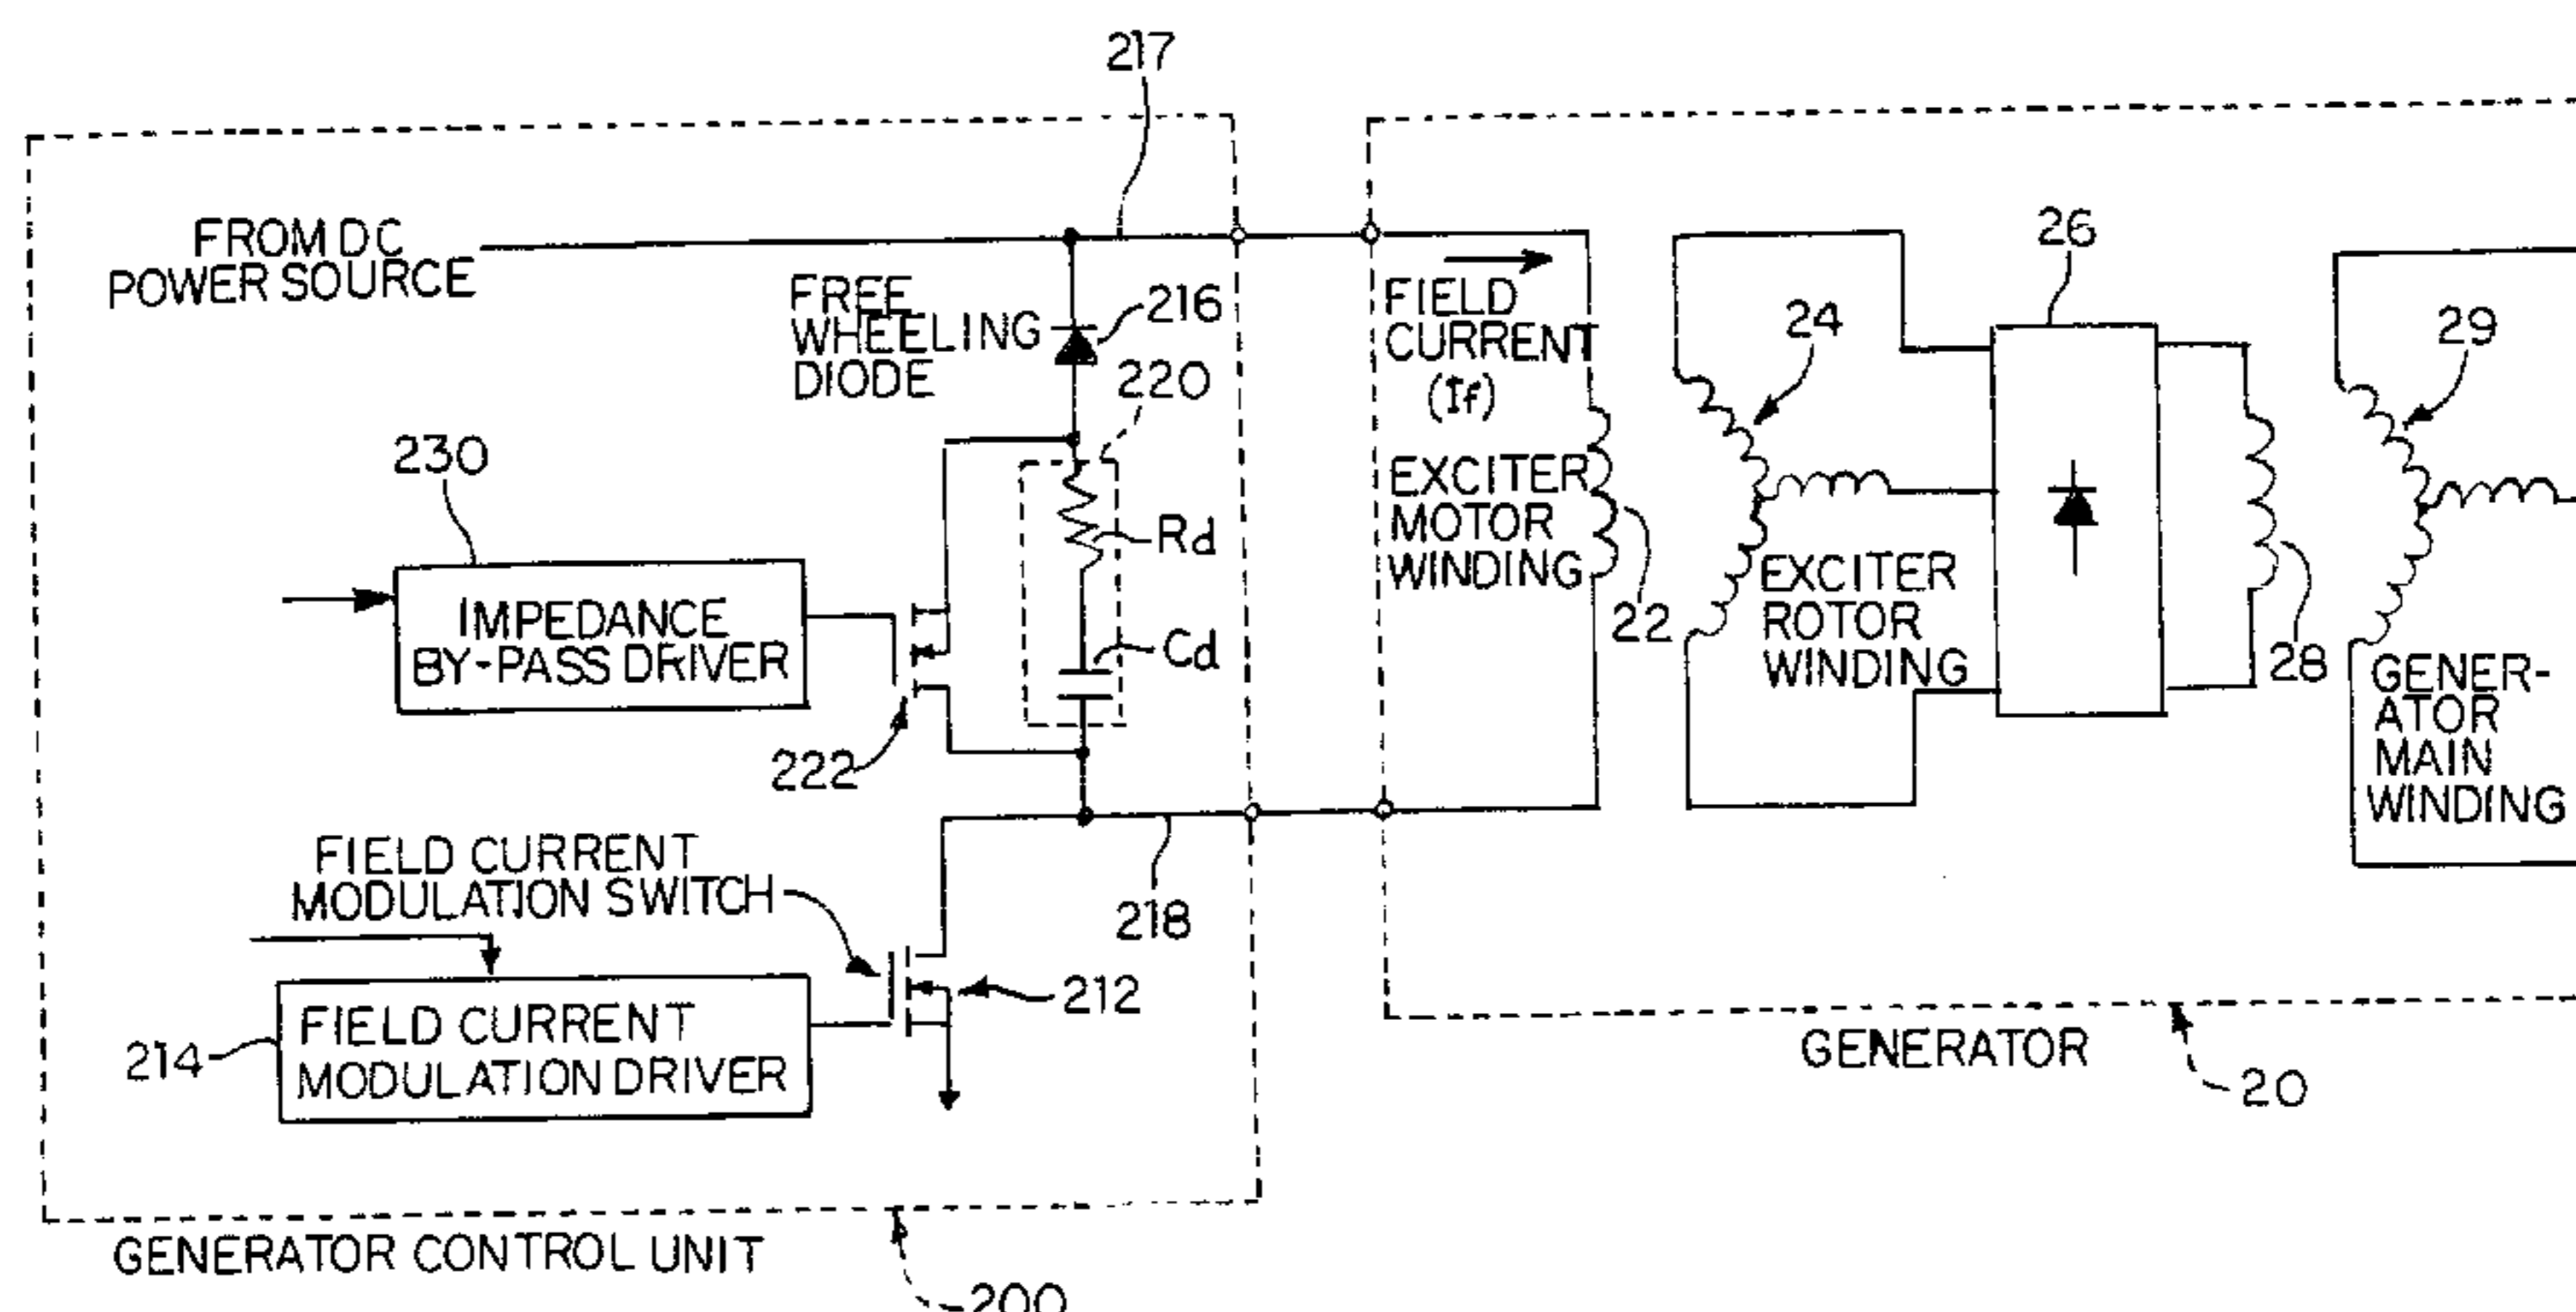 217
FROM DC
POWER SOURCE
FREE
WHEELING
DIODE
216
220
230
IMPEDANCE
BY-PASS DRIVER
Rd
Cd
222
FIELD CURRENT
MODULATION SWITCH
218
212
214
FIELD CURRENT
MODULATION DRIVER
GENERATOR CONTROL UNIT
200
FIELD
CURRENT
(If)
EXCITER
MOTOR
WINDING
22
24
EXCITER
ROTOR
WINDING
26
28
29
GENER-
ATOR
MAIN
WINDING
GENERATOR
20